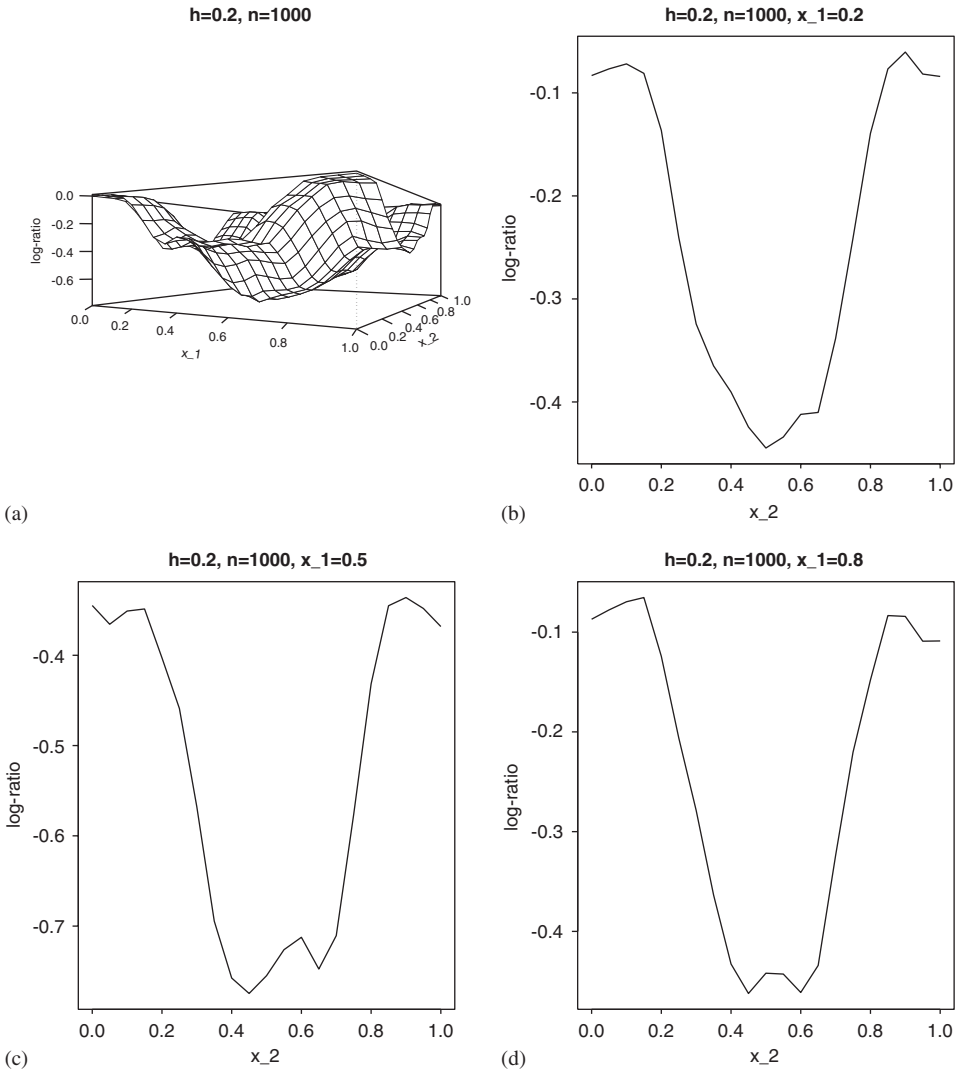 h=0.2, n=1000
0.0
-0.2
-0.4
-0.6
log-ratio
0.0
0.2
0.4
0.6
0.8
1.0
x_1
0.0
0.2
0.4
0.6
0.8
1.0
x_2
(a)
h=0.2, n=1000, x_1=0.2
-0.1
-0.2
-0.3
-0.4
log-ratio
0.0 0.2 0.4 0.6 0.8 1.0
x_2
(b)
h=0.2, n=1000, x_1=0.5
-0.4
-0.5
-0.6
-0.7
log-ratio
0.0 0.2 0.4 0.6 0.8 1.0
x_2
(c)
h=0.2, n=1000, x_1=0.8
-0.1
-0.2
-0.3
-0.4
log-ratio
0.0 0.2 0.4 0.6 0.8 1.0
x_2
(d)